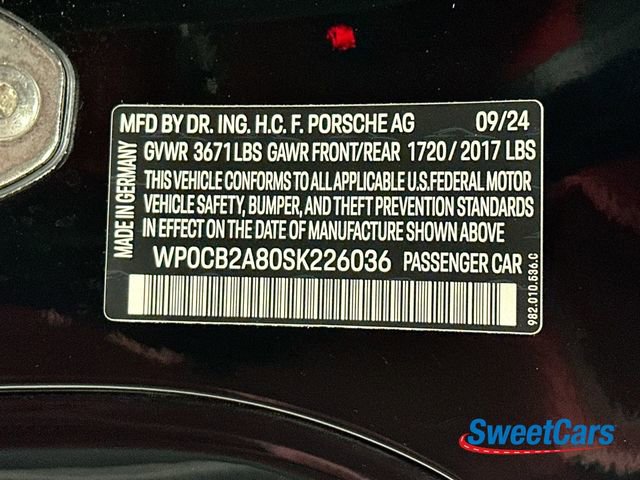 MFD BY DR. ING. H.C. F. PORSCHE AG 09/24
GVWR 3671 LBS GAWR FRONT/REAR 1720 / 2017 LBS
THIS VEHICLE CONFORMS TO ALL APPLICABLE U.S.FEDERAL MOTOR
VEHICLE SAFETY, BUMPER, AND THEFT PREVENTION STANDARDS
IN EFFECT ON THE DATE OF MANUFACTURE SHOWN ABOVE
WP0CB2A80SK226036 PASSENGER CAR
MADE IN GERMANY
982.010.536.C
SweetCars